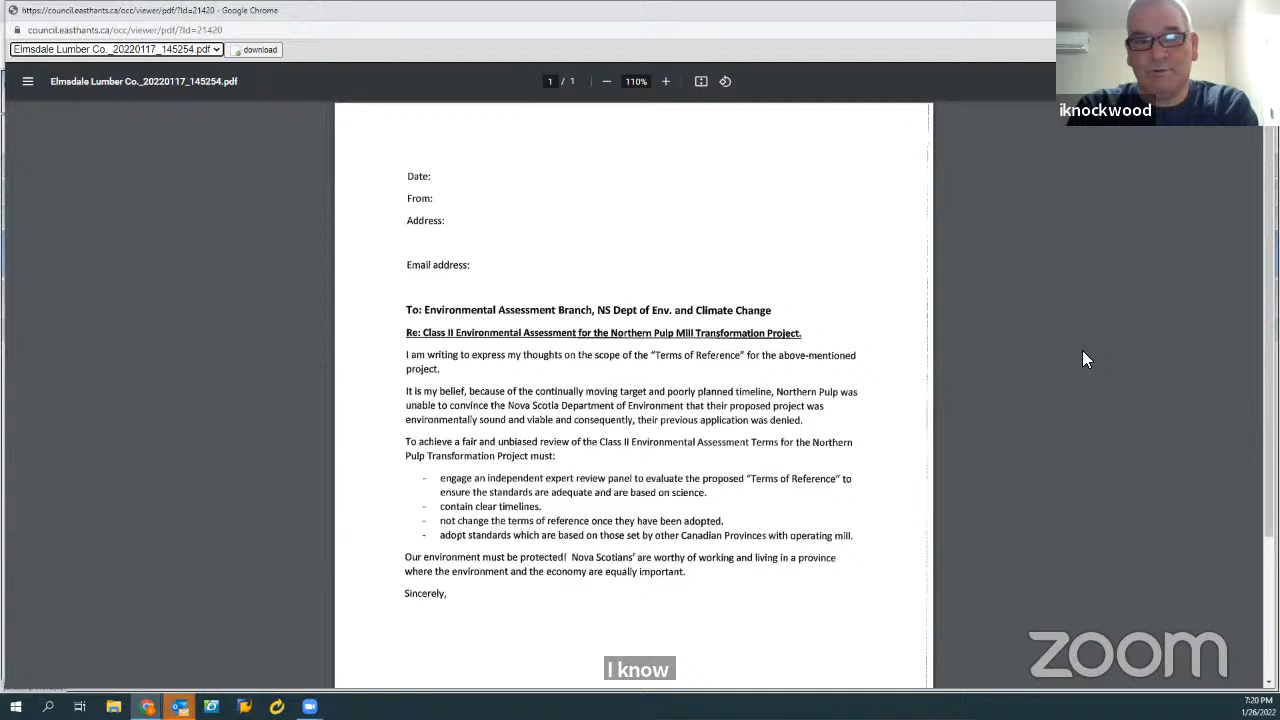 https://council.easthants.ca/occ/viewer/pdf/?Id=21420 - Google Chrome
council.easthants.ca/occ/viewer/pdf/?Id=21420
Elmsdale Lumber Co._20220117_145254.pdf download
Elmsdale Lumber Co._20220117_145254.pdf 1 / 1 110%
iknockwood
Date:
From:
Address:
Email address:
To: Environmental Assessment Branch, NS Dept of Env. and Climate Change
Re: Class II Environmental Assessment for the Northern Pulp Mill Transformation Project.
I am writing to express my thoughts on the scope of the “Terms of Reference” for the above-mentioned
project.
It is my belief, because of the continually moving target and poorly planned timeline, Northern Pulp was
unable to convince the Nova Scotia Department of Environment that their proposed project was
environmentally sound and viable and consequently, their previous application was denied.
To achieve a fair and unbiased review of the Class II Environmental Assessment Terms for the Northern
Pulp Transformation Project must:
- engage an independent expert review panel to evaluate the proposed “Terms of Reference” to
ensure the standards are adequate and are based on science.
- contain clear timelines.
- not change the terms of reference once they have been adopted.
- adopt standards which are based on those set by other Canadian Provinces with operating mill.
Our environment must be protected! Nova Scotians’ are worthy of working and living in a province
where the environment and the economy are equally important.
Sincerely,
zoom
I know
7:20 PM
1/26/2022